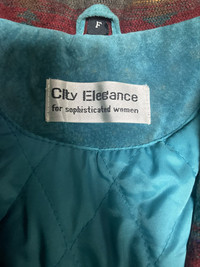 F
City Elegance
for sophisticated women